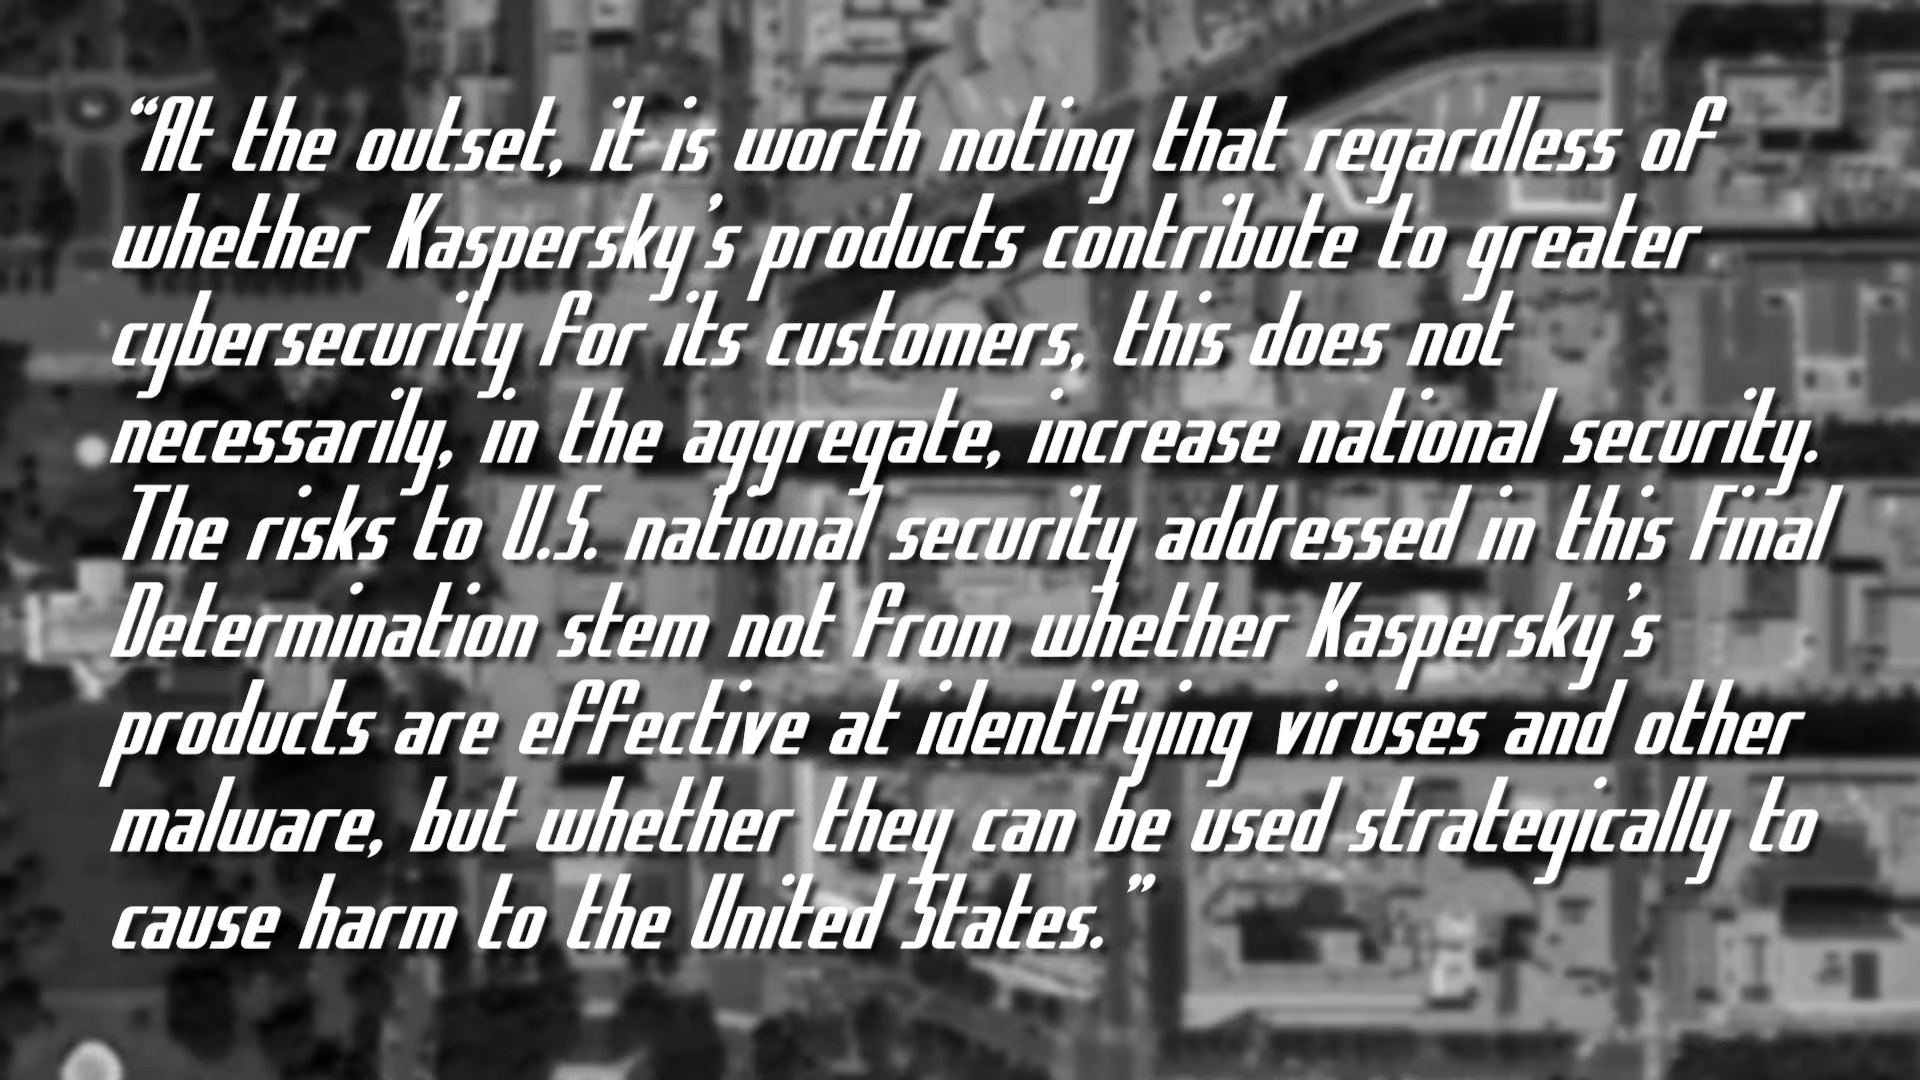 “At the outset, it is worth noting that regardless of
whether Kaspersky’s products contribute to greater
cybersecurity for its customers, this does not
necessarily, in the aggregate, increase national security.
The risks to U.S. national security addressed in this Final
Determination stem not from whether Kaspersky’s
products are effective at identifying viruses and other
malware, but whether they can be used strategically to
cause harm to the United States.”